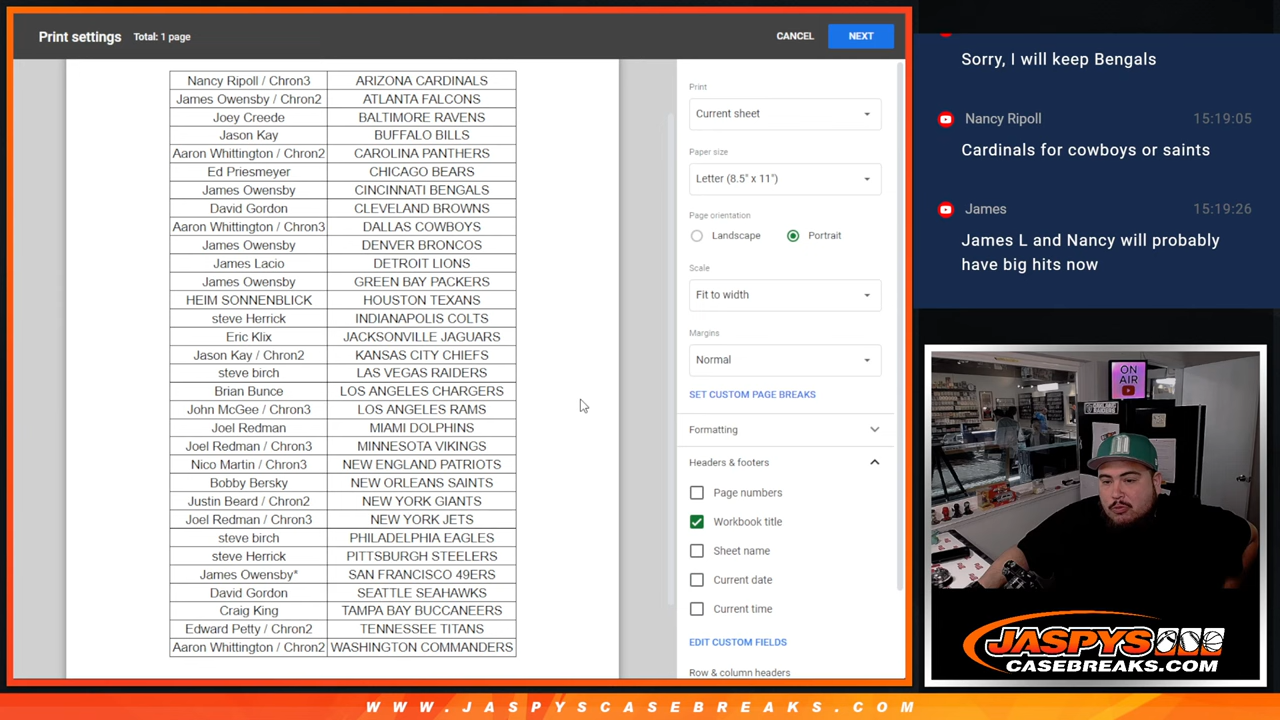 Print settings Total: 1 page
CANCEL NEXT
Nancy Ripoll / Chron3 ARIZONA CARDINALS
James Owensby / Chron2 ATLANTA FALCONS
Joey Creede BALTIMORE RAVENS
Jason Kay BUFFALO BILLS
Aaron Whittington / Chron2 CAROLINA PANTHERS
Ed Priesmeyer CHICAGO BEARS
James Owensby CINCINNATI BENGALS
David Gordon CLEVELAND BROWNS
Aaron Whittington / Chron3 DALLAS COWBOYS
James Owensby DENVER BRONCOS
James Lacio DETROIT LIONS
James Owensby GREEN BAY PACKERS
HEIM SONNENBLICK HOUSTON TEXANS
steve Herrick INDIANAPOLIS COLTS
Eric Klix JACKSONVILLE JAGUARS
Jason Kay / Chron2 KANSAS CITY CHIEFS
steve birch LAS VEGAS RAIDERS
Brian Bunce LOS ANGELES CHARGERS
John McGee / Chron3 LOS ANGELES RAMS
Joel Redman MIAMI DOLPHINS
Joel Redman / Chron3 MINNESOTA VIKINGS
Nico Martin / Chron3 NEW ENGLAND PATRIOTS
Bobby Bersky NEW ORLEANS SAINTS
Justin Beard / Chron2 NEW YORK GIANTS
Joel Redman / Chron3 NEW YORK JETS
steve birch PHILADELPHIA EAGLES
steve Herrick PITTSBURGH STEELERS
James Owensby* SAN FRANCISCO 49ERS
David Gordon SEATTLE SEAHAWKS
Craig King TAMPA BAY BUCCANEERS
Edward Petty / Chron2 TENNESSEE TITANS
Aaron Whittington / Chron2 WASHINGTON COMMANDERS
Print
Current sheet
Paper size
Letter (8.5" x 11")
Page orientation
Landscape Portrait
Scale
Fit to width
Margins
Normal
SET CUSTOM PAGE BREAKS
Formatting
Headers & footers
Page numbers
Workbook title
Sheet name
Current date
Current time
EDIT CUSTOM FIELDS
Row & column headers
Sorry, I will keep Bengals
Nancy Ripoll 15:19:05
Cardinals for cowboys or saints
James 15:19:26
James L and Nancy will probably
have big hits now
ON
AIR
JASPYS
CASEBREAKS.COM
WWW.JASPYSCASEBREAKS.COM